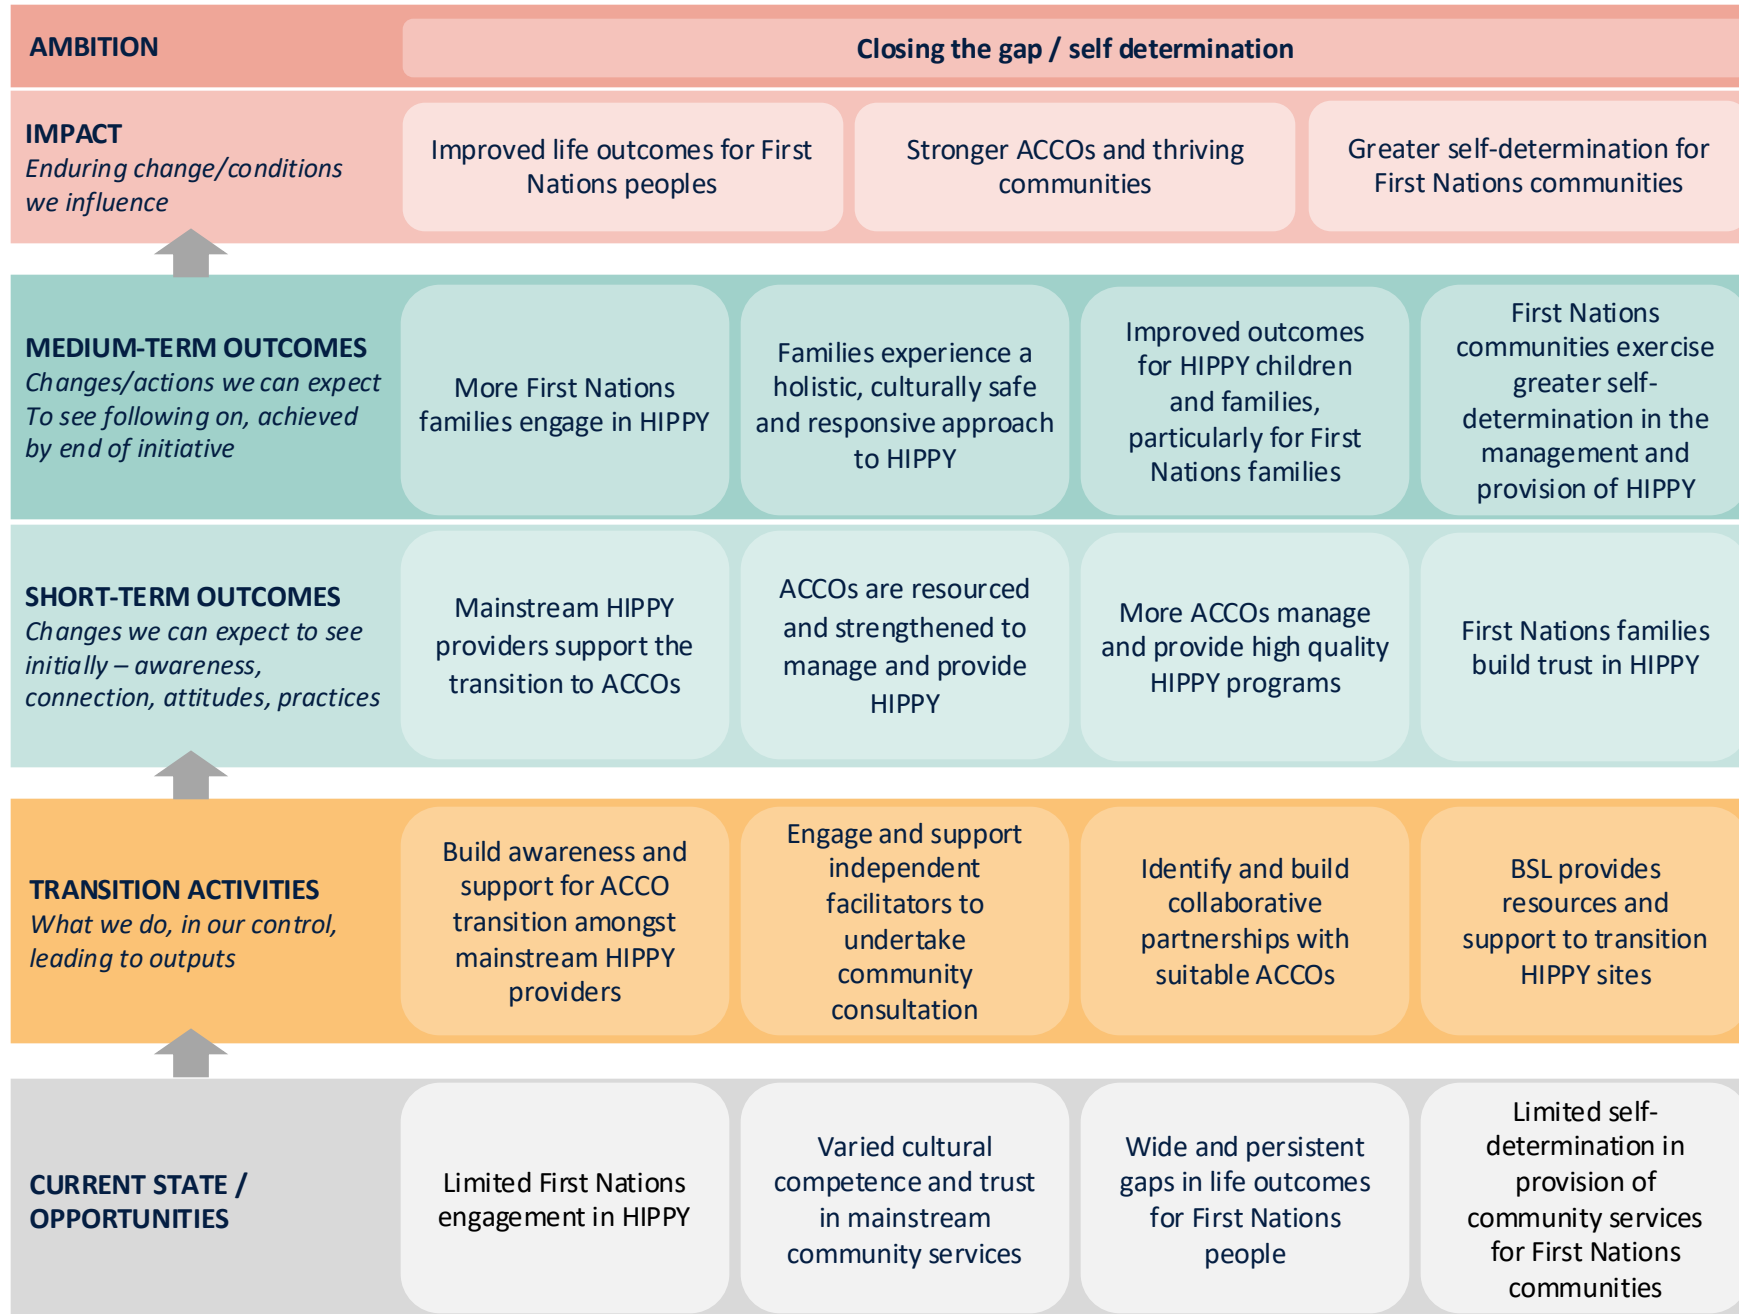 AMBITION
Closing the gap / self determination
IMPACT
Enduring change/conditions
we influence
Improved life outcomes for First
Nations peoples
Stronger ACCOs and thriving
communities
Greater self-determination for
First Nations communities
MEDIUM-TERM OUTCOMES
Changes/actions we can expect
To see following on, achieved
by end of initiative
More First Nations
families engage in HIPPY
Families experience a
holistic, culturally safe
and responsive approach
to HIPPY
Improved outcomes
for HIPPY children
and families,
particularly for First
Nations families
First Nations
communities exercise
greater self-
determination in the
management and
provision of HIPPY
SHORT-TERM OUTCOMES
Changes we can expect to see
initially – awareness,
connection, attitudes, practices
Mainstream HIPPY
providers support the
transition to ACCOs
ACCOs are resourced
and strengthened to
manage and provide
HIPPY
More ACCOs manage
and provide high quality
HIPPY programs
First Nations families
build trust in HIPPY
TRANSITION ACTIVITIES
What we do, in our control,
leading to outputs
Build awareness and
support for ACCO
transition amongst
mainstream HIPPY
providers
Engage and support
independent
facilitators to
undertake
community
consultation
Identify and build
collaborative
partnerships with
suitable ACCOs
BSL provides
resources and
support to transition
HIPPY sites
CURRENT STATE /
OPPORTUNITIES
Limited First Nations
engagement in HIPPY
Varied cultural
competence and trust
in mainstream
community services
Wide and persistent
gaps in life outcomes
for First Nations
people
Limited self-
determination in
provision of
community services
for First Nations
communities